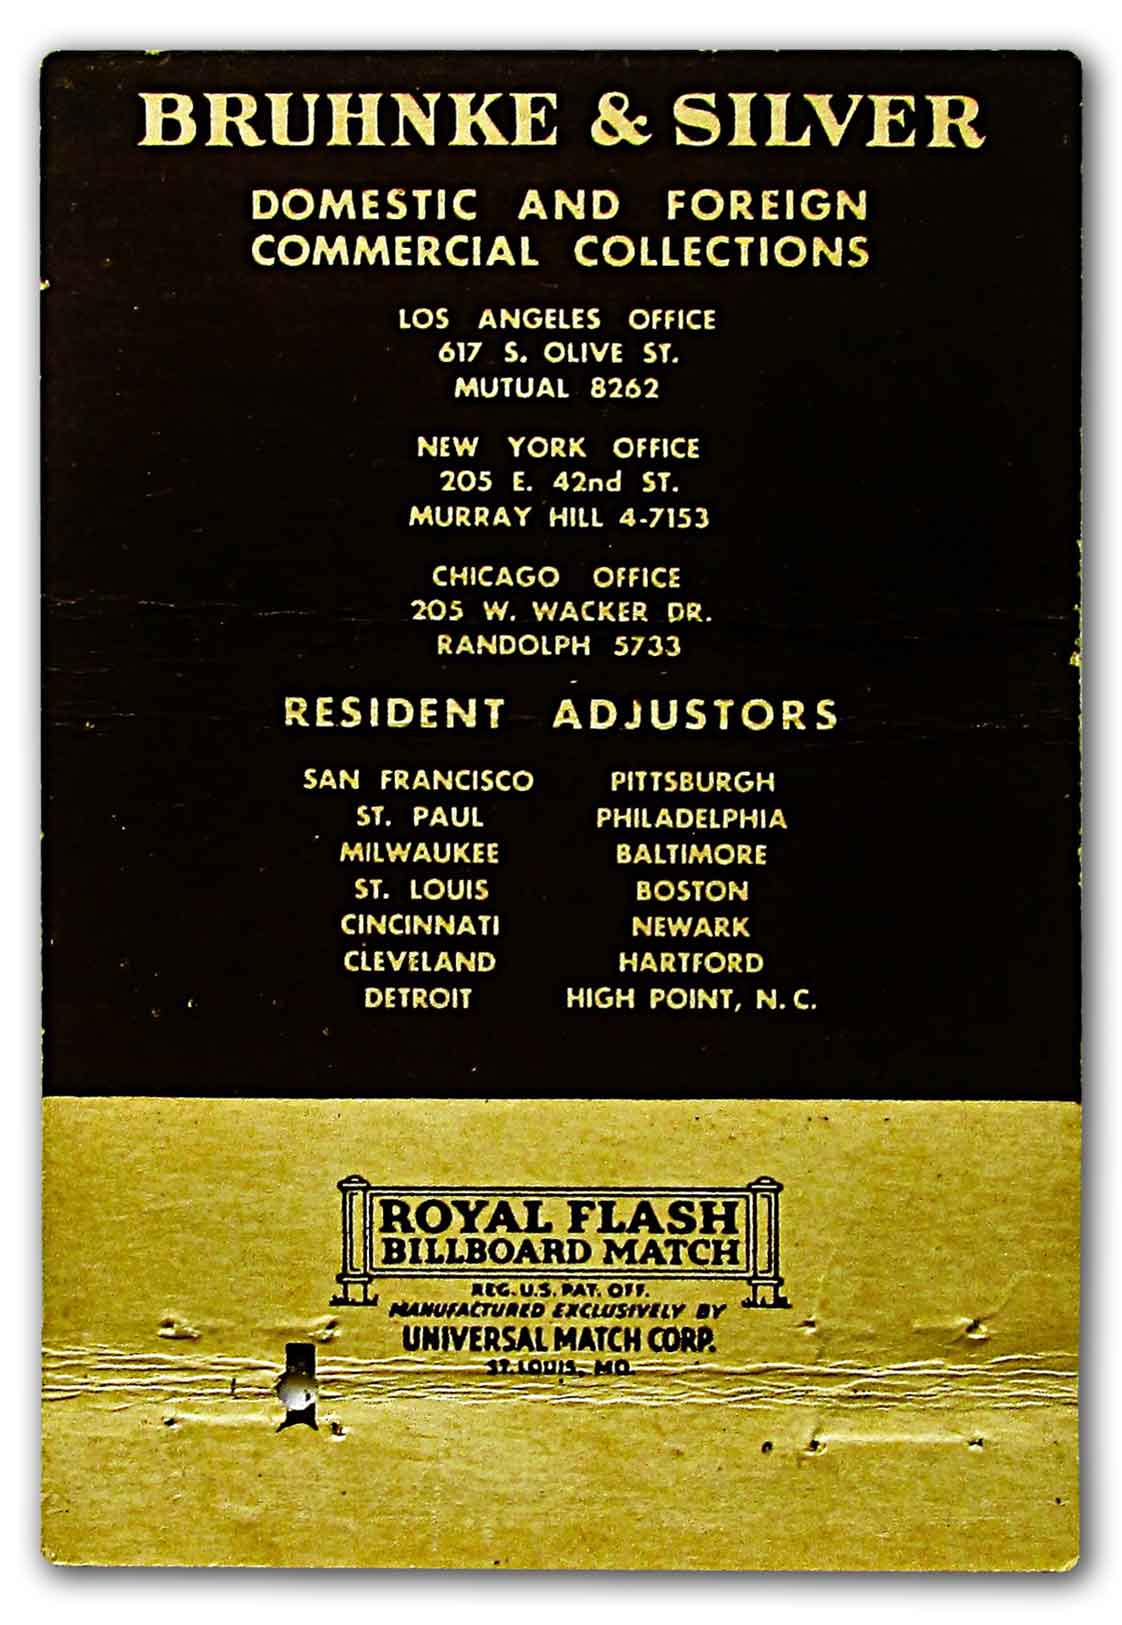 BRUHNKE & SILVER
DOMESTIC AND FOREIGN
COMMERCIAL COLLECTIONS
LOS ANGELES OFFICE
617 S. OLIVE ST.
MUTUAL 8262
NEW YORK OFFICE
205 E. 42nd ST.
MURRAY HILL 4-7153
CHICAGO OFFICE
205 W. WACKER DR.
RANDOLPH 5733
RESIDENT ADJUSTORS
SAN FRANCISCO
ST. PAUL
MILWAUKEE
ST. LOUIS
CINCINNATI
CLEVELAND
DETROIT
PITTSBURGH
PHILADELPHIA
BALTIMORE
BOSTON
NEWARK
HARTFORD
HIGH POINT, N.C.
ROYAL FLASH
BILLBOARD MATCH
REG. U.S. PAT. OFF.
MANUFACTURED EXCLUSIVELY BY
UNIVERSAL MATCH CORP.
ST. LOUIS, MO.